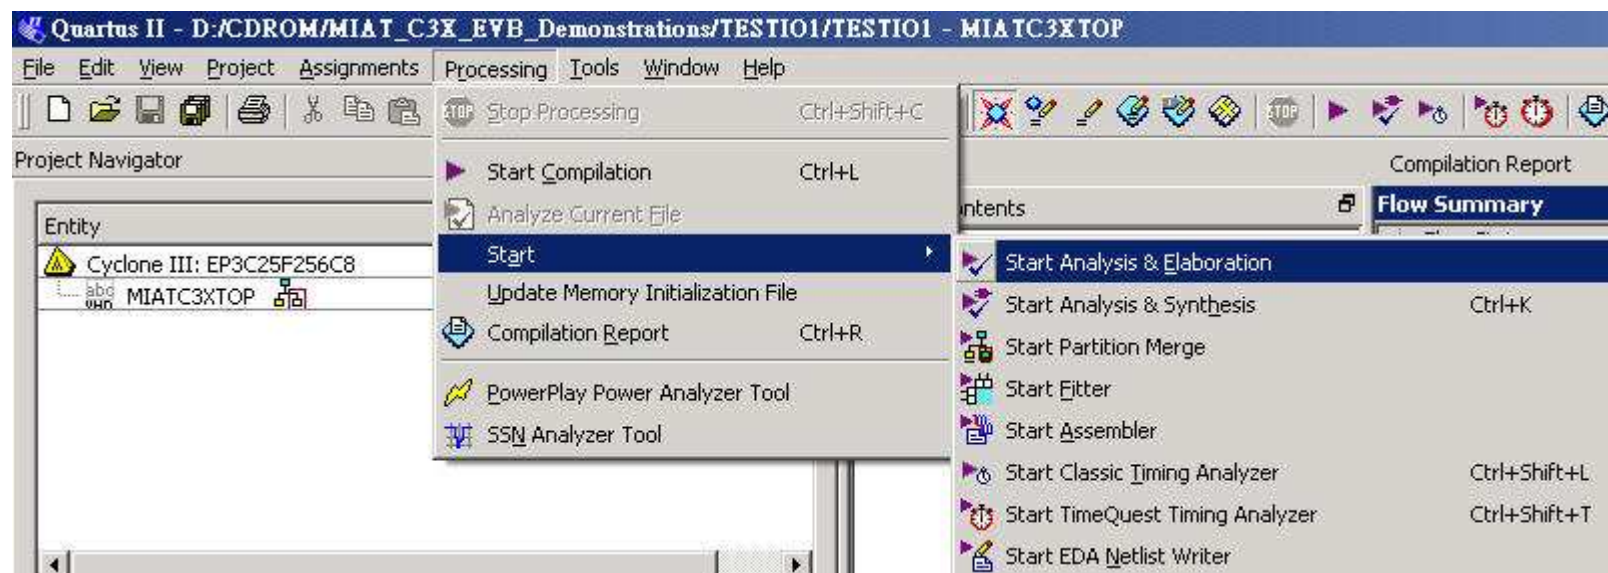 Quartus II - D:/CDROM/MIAT_C3X_EVB_Demonstrations/TESTIO1/TESTIO1 - MIATC3XTOP
File Edit View Project Assignments Processing Tools Window Help
Stop Processing Ctrl+Shift+C
STOP
Project Navigator
Start Compilation Ctrl+L
Compilation Report
Analyze Current File
Entity
ntents
Flow Summary
Cyclone III: EP3C25F256C8
Start
Start Analysis & Elaboration
abc
VHD
MIATC3XTOP
Update Memory Initialization File
Start Analysis & Synthesis Ctrl+K
Compilation Report Ctrl+R
Start Partition Merge
PowerPlay Power Analyzer Tool
Start Fitter
SSN Analyzer Tool
Start Assembler
Start Classic Timing Analyzer Ctrl+Shift+L
Start TimeQuest Timing Analyzer Ctrl+Shift+T
Start EDA Netlist Writer